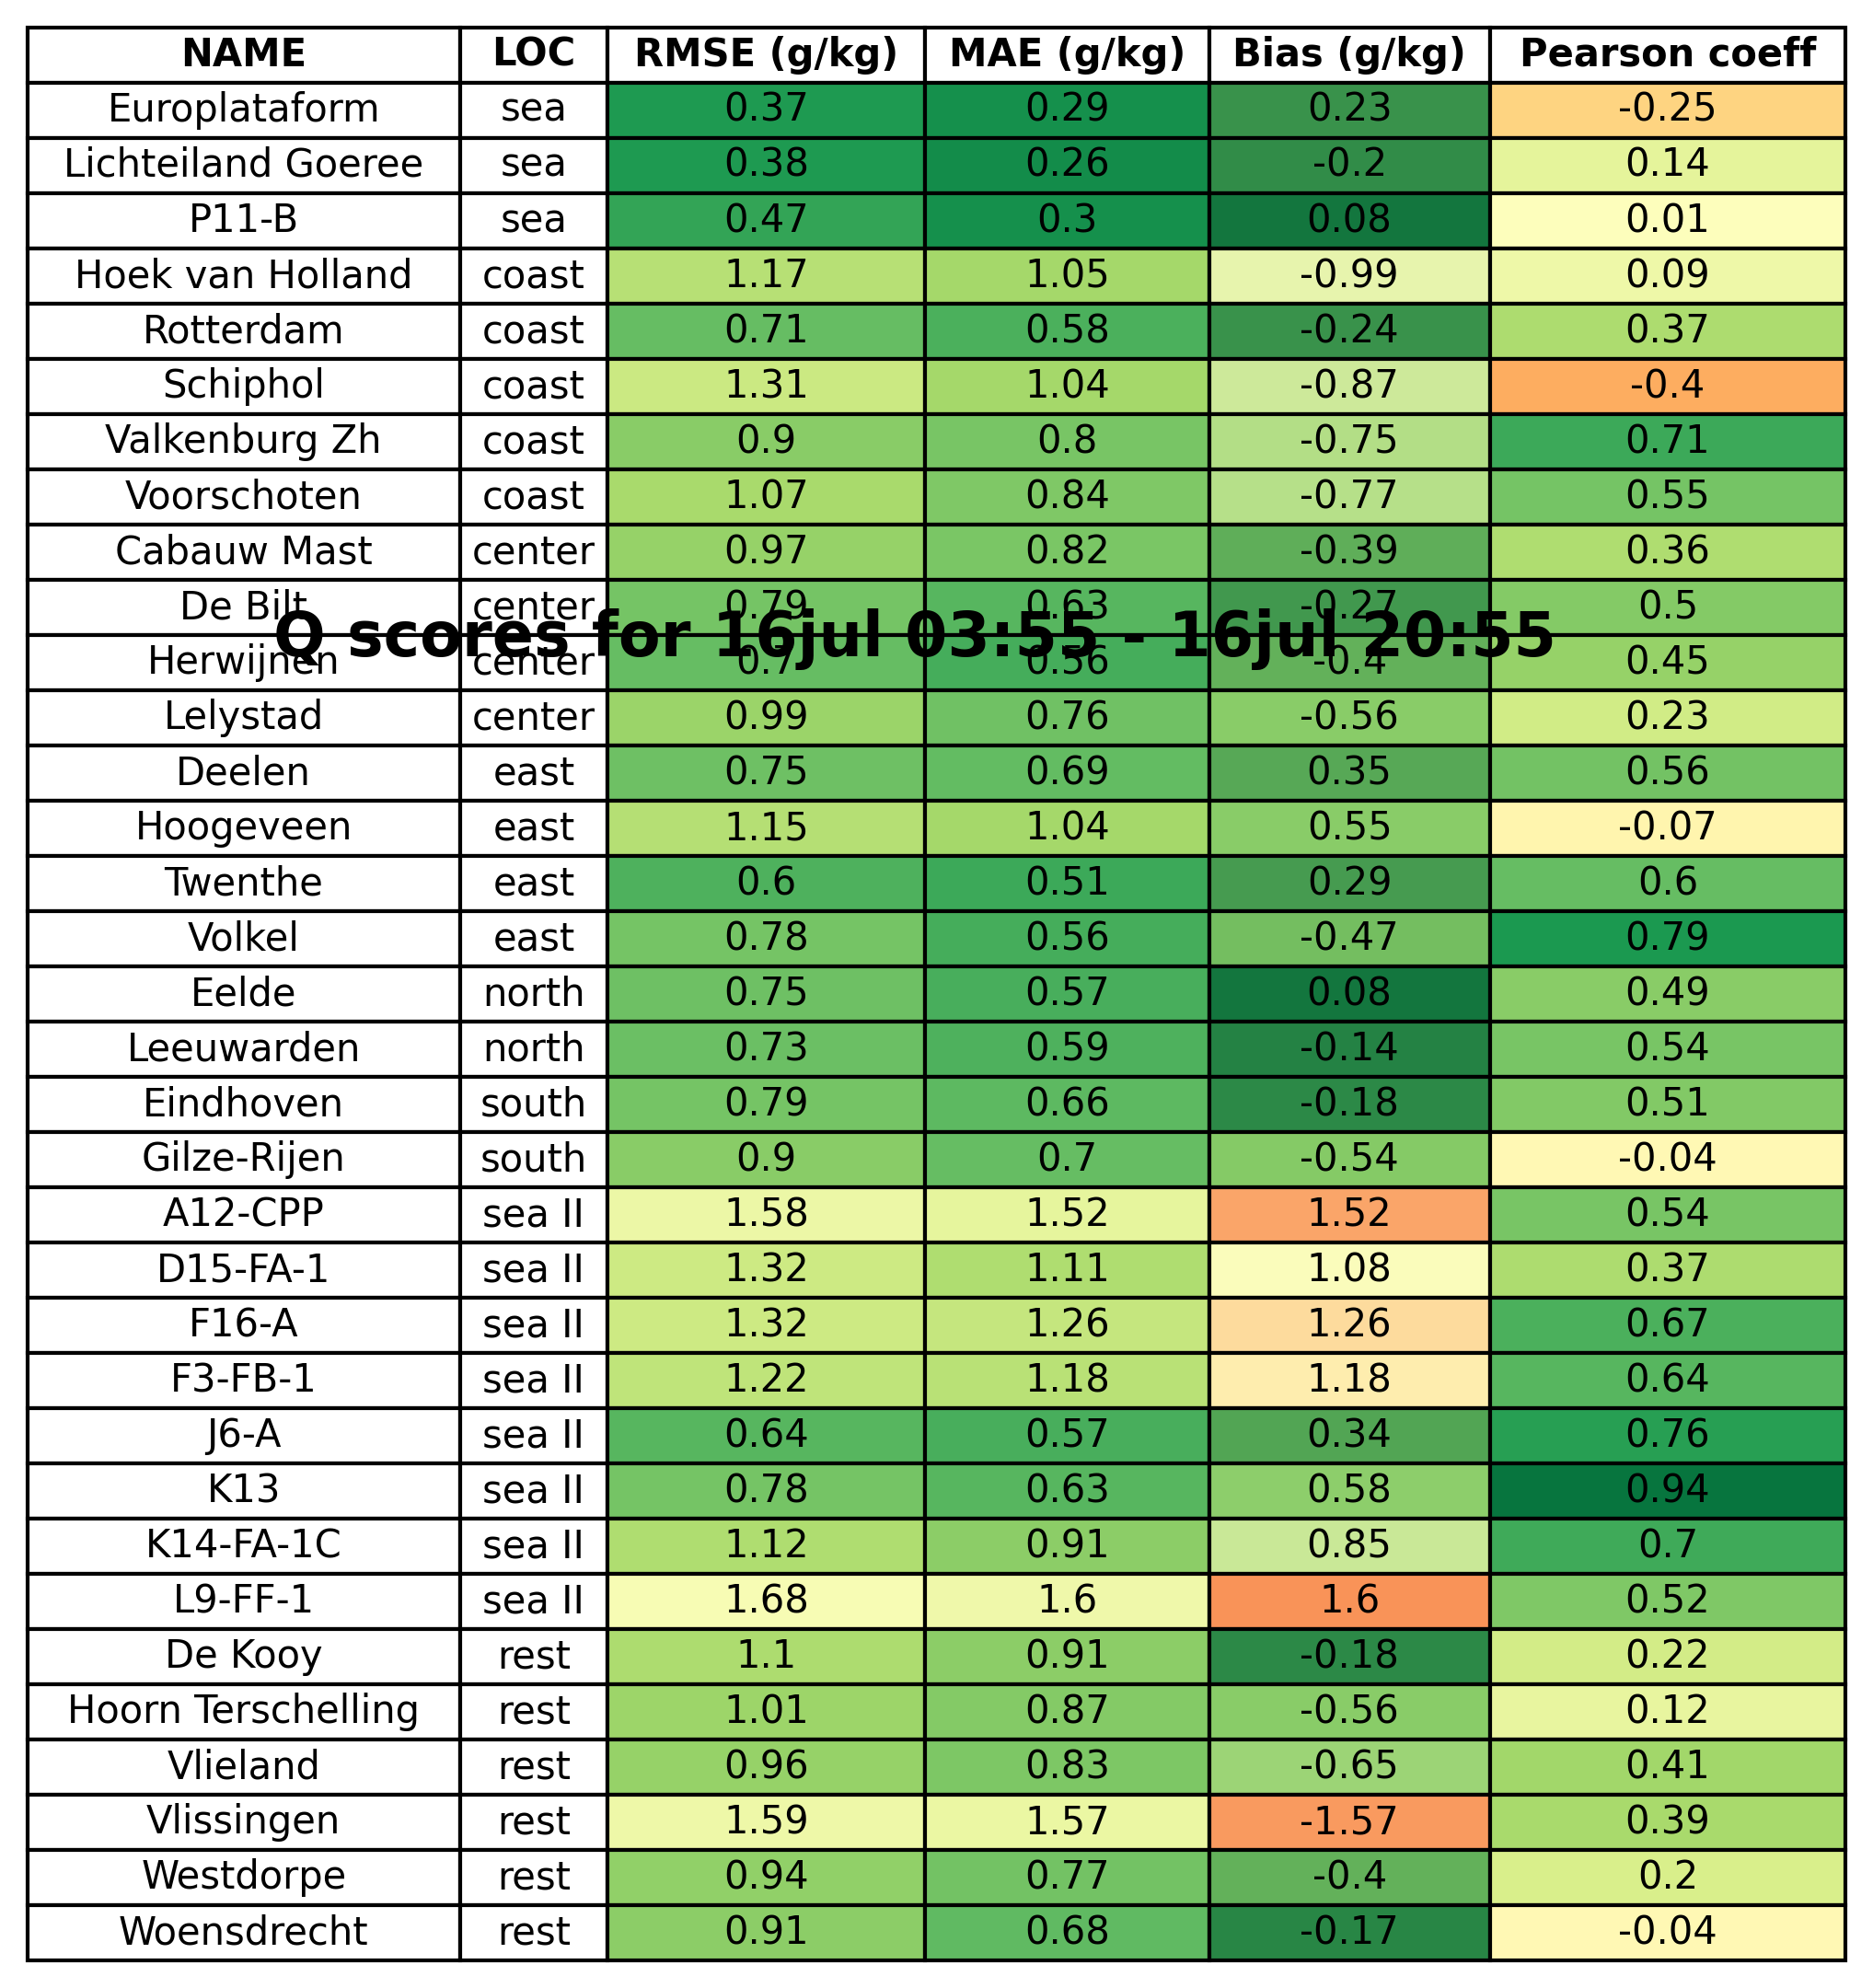 NAME LOC RMSE (g/kg) MAE (g/kg) Bias (g/kg) Pearson coeff
Europlataform sea 0.37 0.29 0.23 -0.25
Lichteiland Goeree sea 0.38 0.26 -0.2 0.14
P11-B sea 0.47 0.3 0.08 0.01
Hoek van Holland coast 1.17 1.05 -0.99 0.09
Rotterdam coast 0.71 0.58 -0.24 0.37
Schiphol coast 1.31 1.04 -0.87 -0.4
Valkenburg Zh coast 0.9 0.8 -0.75 0.71
Voorschoten coast 1.07 0.84 -0.77 0.55
Cabauw Mast center 0.97 0.82 -0.39 0.36
De Bilt center 0.79 0.63 -0.27 0.5
Q scores for 16jul 03:55 - 16jul 20:55
Herwijnen center 0.7 0.56 -0.4 0.45
Lelystad center 0.99 0.76 -0.56 0.23
Deelen east 0.75 0.69 0.35 0.56
Hoogeveen east 1.15 1.04 0.55 -0.07
Twenthe east 0.6 0.51 0.29 0.6
Volkel east 0.78 0.56 -0.47 0.79
Eelde north 0.75 0.57 0.08 0.49
Leeuwarden north 0.73 0.59 -0.14 0.54
Eindhoven south 0.79 0.66 -0.18 0.51
Gilze-Rijen south 0.9 0.7 -0.54 -0.04
A12-CPP sea II 1.58 1.52 1.52 0.54
D15-FA-1 sea II 1.32 1.11 1.08 0.37
F16-A sea II 1.32 1.26 1.26 0.67
F3-FB-1 sea II 1.22 1.18 1.18 0.64
J6-A sea II 0.64 0.57 0.34 0.76
K13 sea II 0.78 0.63 0.58 0.94
K14-FA-1C sea II 1.12 0.91 0.85 0.7
L9-FF-1 sea II 1.68 1.6 1.6 0.52
De Kooy rest 1.1 0.91 -0.18 0.22
Hoorn Terschelling rest 1.01 0.87 -0.56 0.12
Vlieland rest 0.96 0.83 -0.65 0.41
Vlissingen rest 1.59 1.57 -1.57 0.39
Westdorpe rest 0.94 0.77 -0.4 0.2
Woensdrecht rest 0.91 0.68 -0.17 -0.04